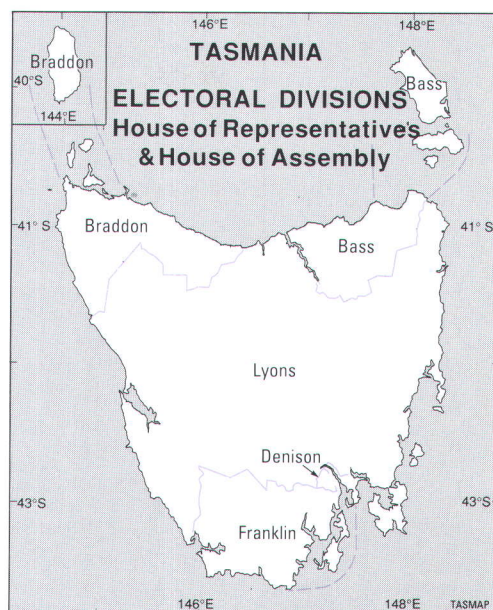 146°E
148°E
TASMANIA
Braddon
40°S
144°E
Bass
ELECTORAL DIVISIONS
House of Representatives
& House of Assembly
41° S
Braddon
Bass
41°S
Lyons
Denison
43°S
Franklin
43°S
146°E
148°E
TASMAP